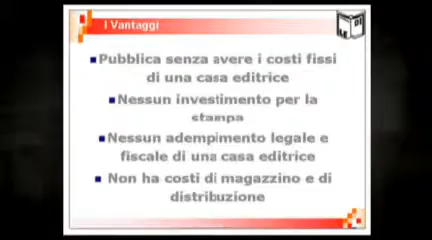 I Vantaggi
Pubblica senza avere i costi fissi
di una casa editrice
Nessun investimento per la
stampa
Nessun adempimento legale e
fiscale di una casa editrice
Non ha costi di magazzino e di
distribuzione